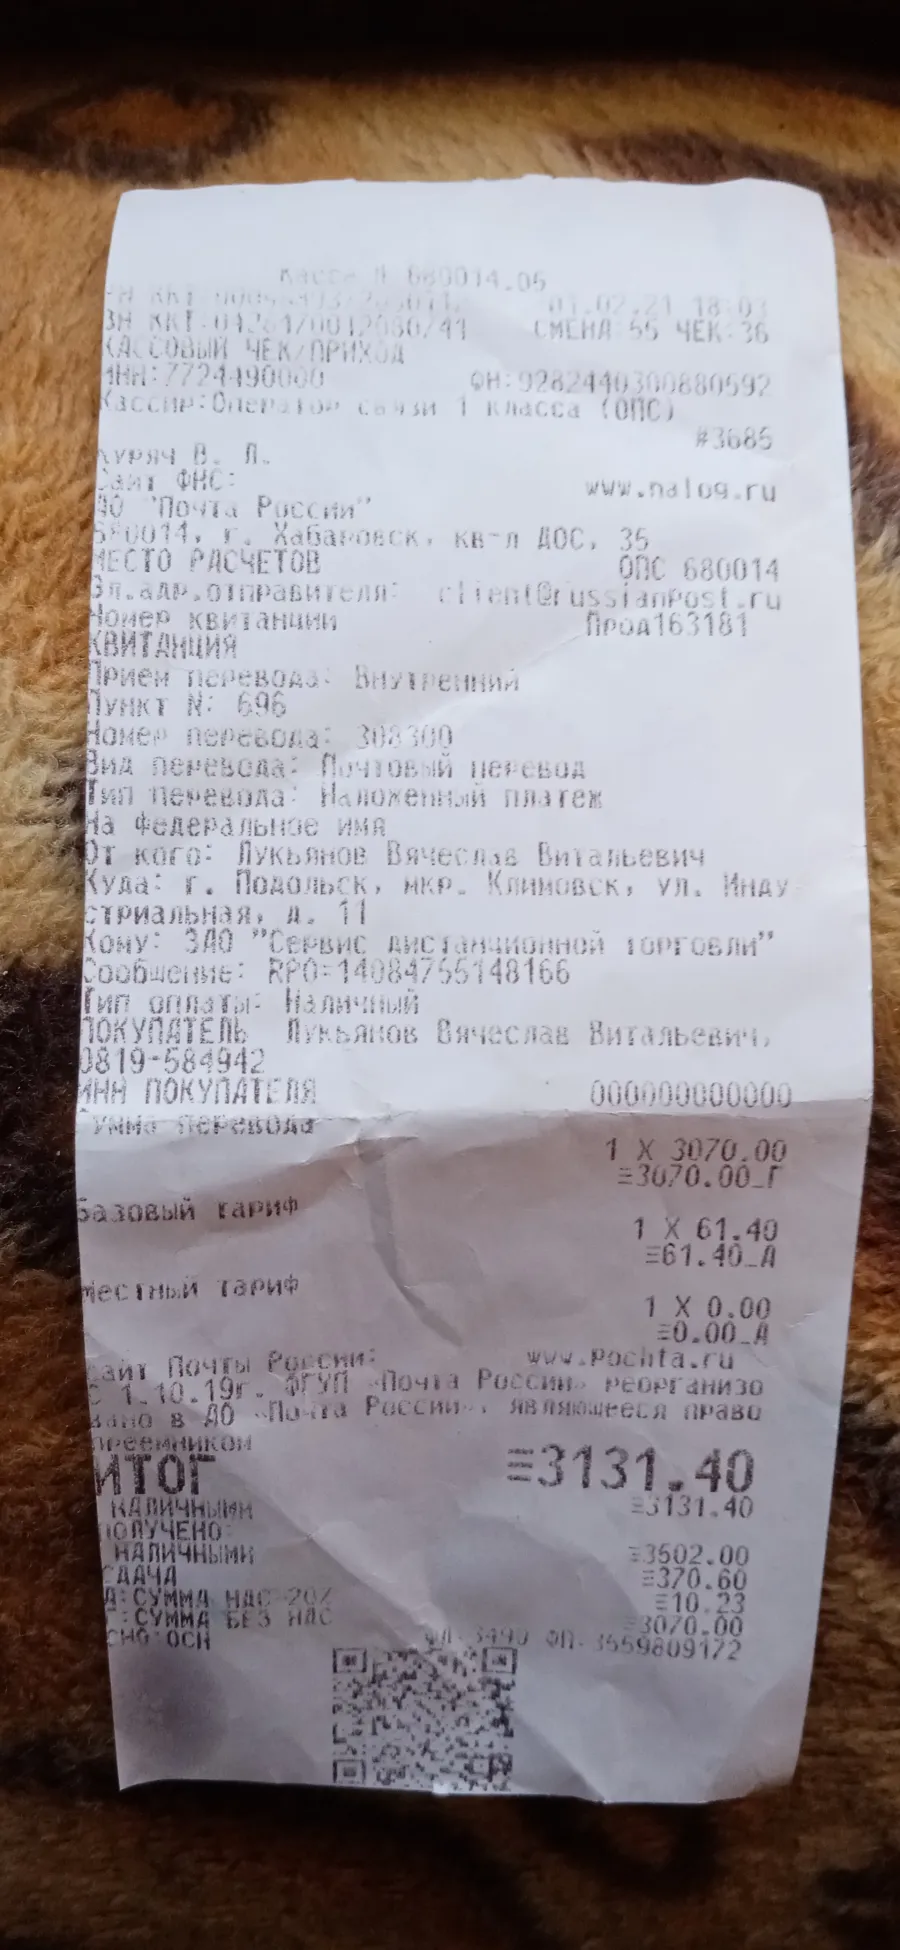 Касса № 680014.06
01.02.21 18:03
ЗН ККТ: СМЕНА:55 ЧЕК:36
КАССОВЫЙ ЧЕК/ПРИХОД
ИНН:7724490000 ФН:9282440300880592
Кассир:Оператор связи 1 класса (ОПС)
#3685
Куряч В. Л.
Сайт ФНС: www.nalog.ru
АО "Почта России"
680014, г. Хабаровск, кв-л ДОС, 35
МЕСТО РАСЧЕТОВ ОПС 680014
Эл.адр.отправителя: client@russianpost.ru
Номер квитанции Прод163181
КВИТАНЦИЯ
Прием перевода: Внутренний
Пункт N: 696
Номер перевода: 308300
Вид перевода: Почтовый перевод
Тип перевода: Наложенный платеж
На федеральное имя
От кого: Лукьянов Вячеслав Витальевич
Куда: г. Подольск, мкр. Климовск, ул. Инду
стриальная, д. 11
Кому: ЗАО "Сервис дистанционной торговли"
Сообщение: RPO=14084755148166
Тип оплаты: Наличный
ПОКУПАТЕЛЬ Лукьянов Вячеслав Витальевич,
0819-584942
ИНН ПОКУПАТЕЛЯ 000000000000
Сумма перевода
1 X 3070.00
≡3070.00_Г
Базовый тариф
1 X 61.40
≡61.40_А
Местный тариф
1 X 0.00
≡0.00_А
Сайт Почты России: www.pochta.ru
С 1.10.19г. ФГУП «Почта России» реорганизо
вано в АО «Почта России», являющееся право
преемником
ИТОГ ≡3131.40
НАЛИЧНЫМИ ≡3131.40
ПОЛУЧЕНО:
НАЛИЧНЫМИ ≡3502.00
СДАЧА ≡370.60
А:СУММА НДС 20% ≡10.23
Г:СУММА БЕЗ НДС ≡3070.00
СНО:ОСН ФД:3490 ФП:3559809172